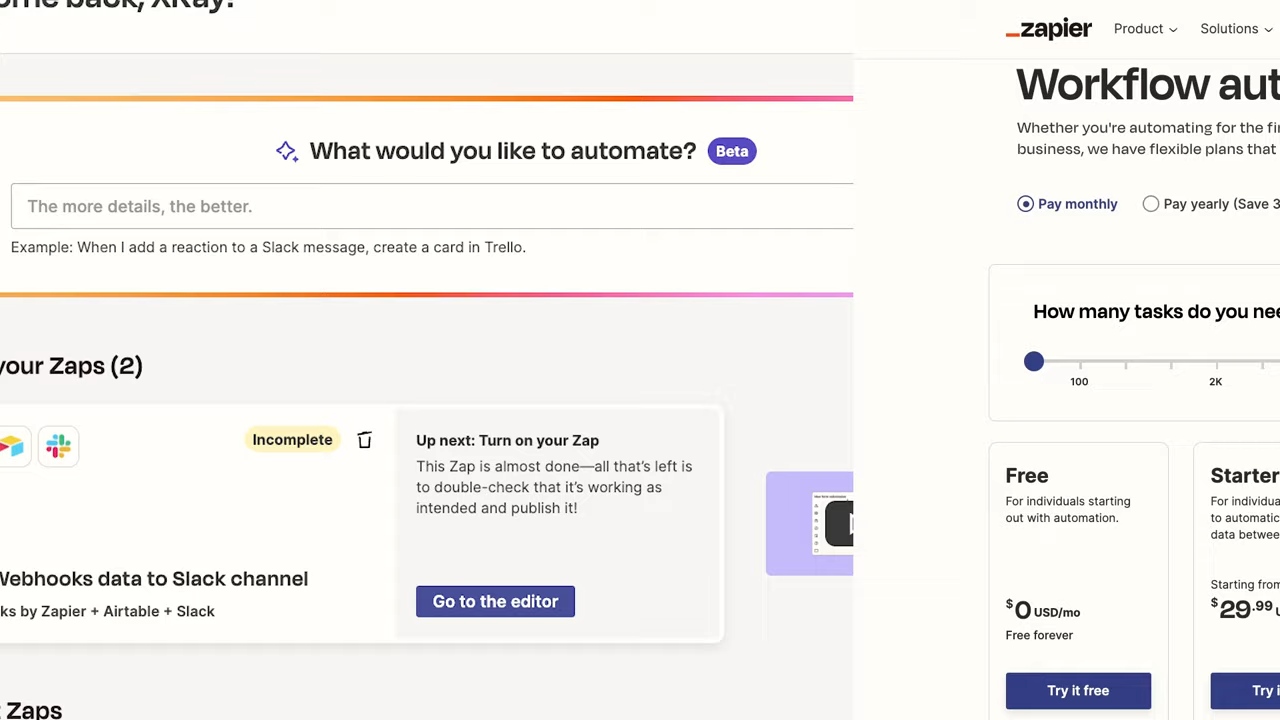 ome back, XRay!
What would you like to automate? Beta
The more details, the better.
Example: When I add a reaction to a Slack message, create a card in Trello.
your Zaps (2)
Incomplete
Webhooks data to Slack channel
ks by Zapier + Airtable + Slack
Up next: Turn on your Zap
This Zap is almost done—all that's left is
to double-check that it's working as
intended and publish it!
Go to the editor
t Zaps
zapier Product Solutions
Workflow aut
Whether you're automating for the fir
business, we have flexible plans that
Pay monthly Pay yearly (Save 3
How many tasks do you nee
100 2K
Free
For individuals starting
out with automation.
$0 USD/mo
Free forever
Try it free
Starter
For individua
to automatic
data betwee
Starting from
$29.99 U
Try i